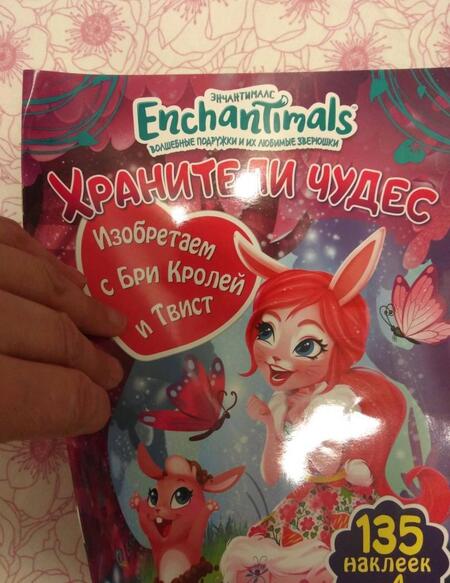 ЭНЧАНТИМАЛС
EnchanTimals
ВОЛШЕБНЫЕ ПОДРУЖКИ И ИХ ЛЮБИМЫЕ ЗВЕРЮШКИ
ХРАНИТЕЛИ ЧУДЕС
Изобретаем
с Бри Кролей
и Твист
135
наклеек